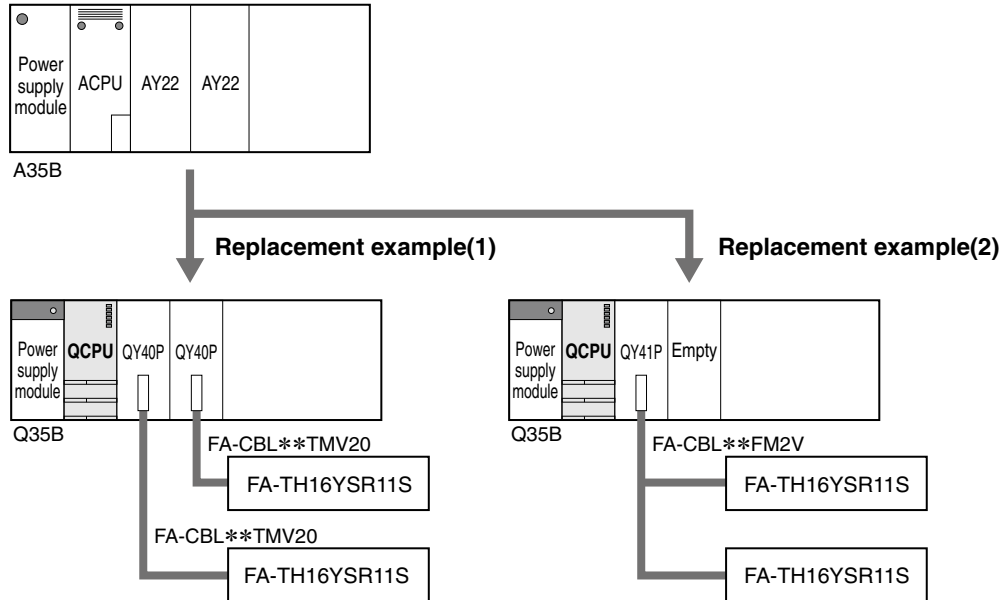 Power
supply
module
ACPU
AY22
AY22
A35B
Replacement example(1)
Replacement example(2)
Power
supply
module
QCPU
QY40P
QY40P
Q35B
FA-CBL**TMV20
FA-TH16YSR11S
FA-CBL**TMV20
FA-TH16YSR11S
Power
supply
module
QCPU
QY41P
Empty
Q35B
FA-CBL**FM2V
FA-TH16YSR11S
FA-TH16YSR11S